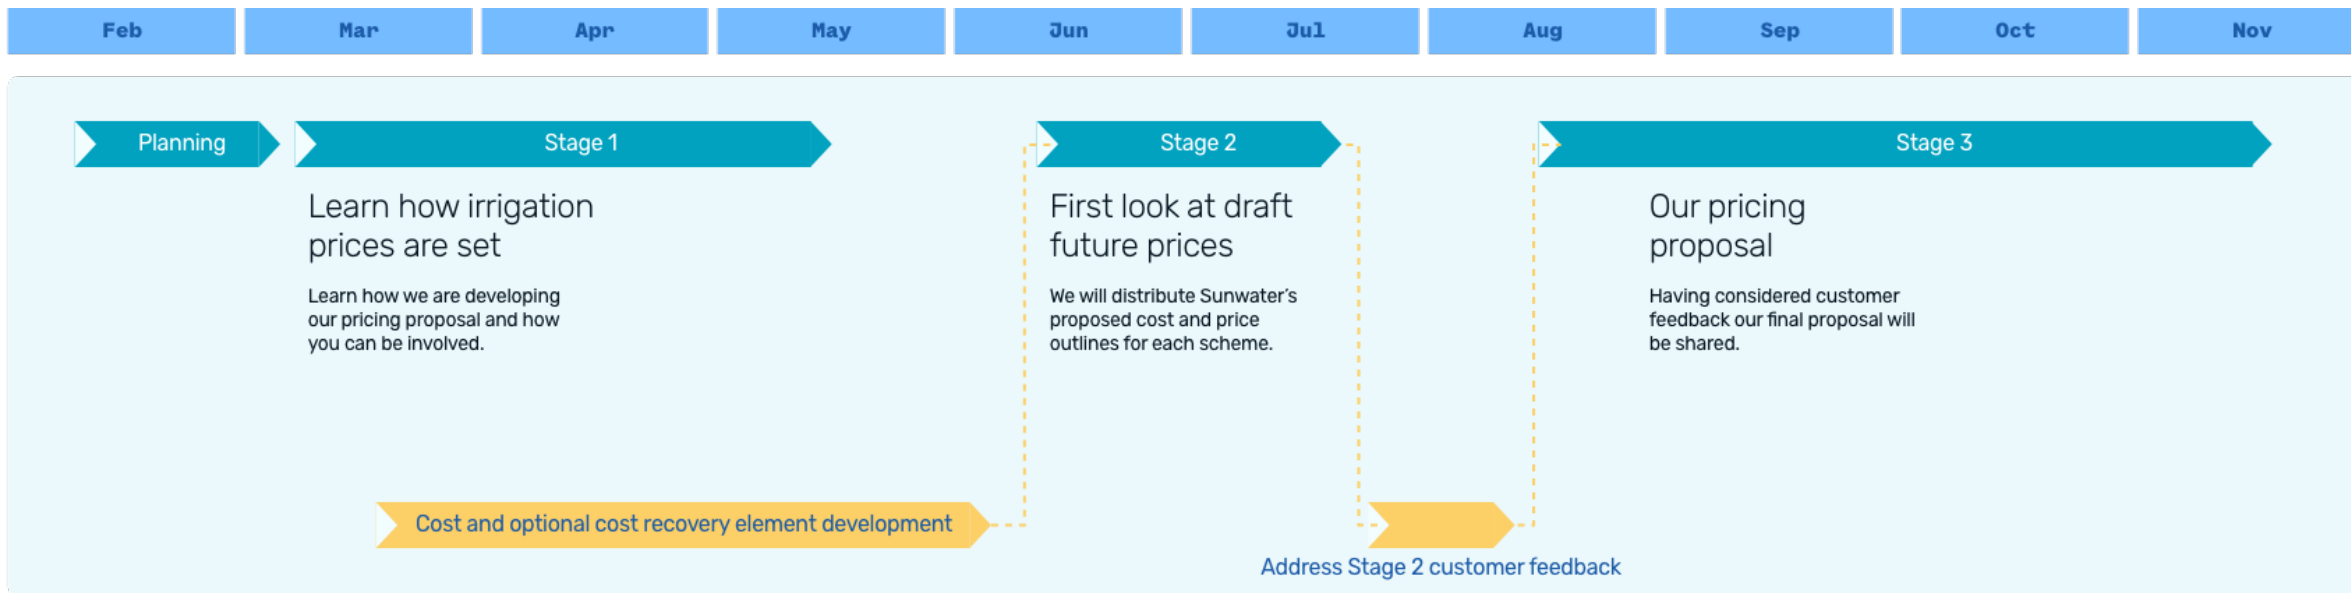 Feb Mar Apr May Jun Jul Aug Sep Oct Nov
Planning
Stage 1
Stage 2
Stage 3
Learn how irrigation
prices are set
Learn how we are developing
our pricing proposal and how
you can be involved.
First look at draft
future prices
We will distribute Sunwater's
proposed cost and price
outlines for each scheme.
Our pricing
proposal
Having considered customer
feedback our final proposal will
be shared.
Cost and optional cost recovery element development
Address Stage 2 customer feedback